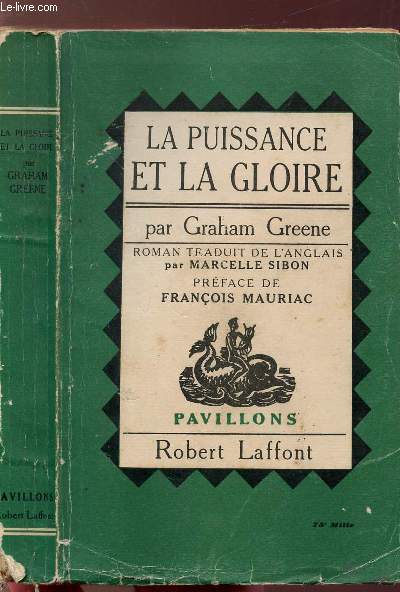 Le-livre.com
LA PUISSANCE
ET LA GLOIRE
par
GRAHAM
GREENE
PAVILLONS
Robert Laffont
LA PUISSANCE
ET LA GLOIRE
par Graham Greene
ROMAN TRADUIT DE L'ANGLAIS
par MARCELLE SIBON
PRÉFACE DE
FRANÇOIS MAURIAC
PAVILLONS
Robert Laffont
75e Mille